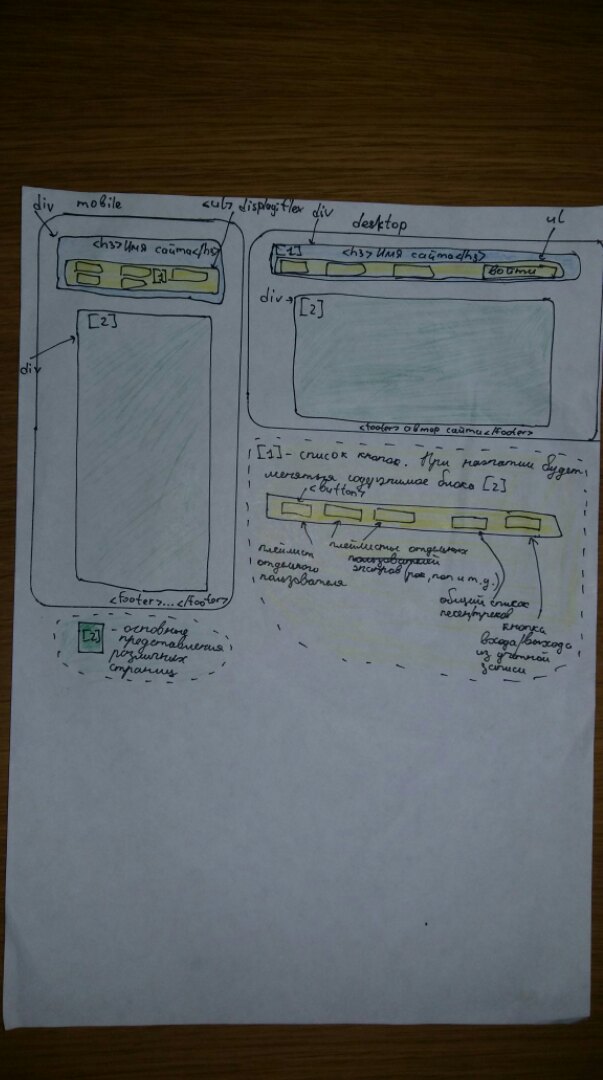 div mobile
<ul> display:flex
<h3>Имя сайта</h3>
[1]
[2]
div
<footer>...</footer>
div
desktop
ul
[1] <h3>Имя сайта</h3>
Войти
div
[2]
<footer>автор сайта</footer>
[1] - список кнопок. При нажатии будет
меняться содержимое блока [2]
<button>
плейлист
отдельного
пользователя
плейлисты отдельных
жанров (рок, поп и т.д.)
общий список
песен/треков
кнопка
входа/выхода
из учётной
записи
[2] - основные
представления
различных
страниц